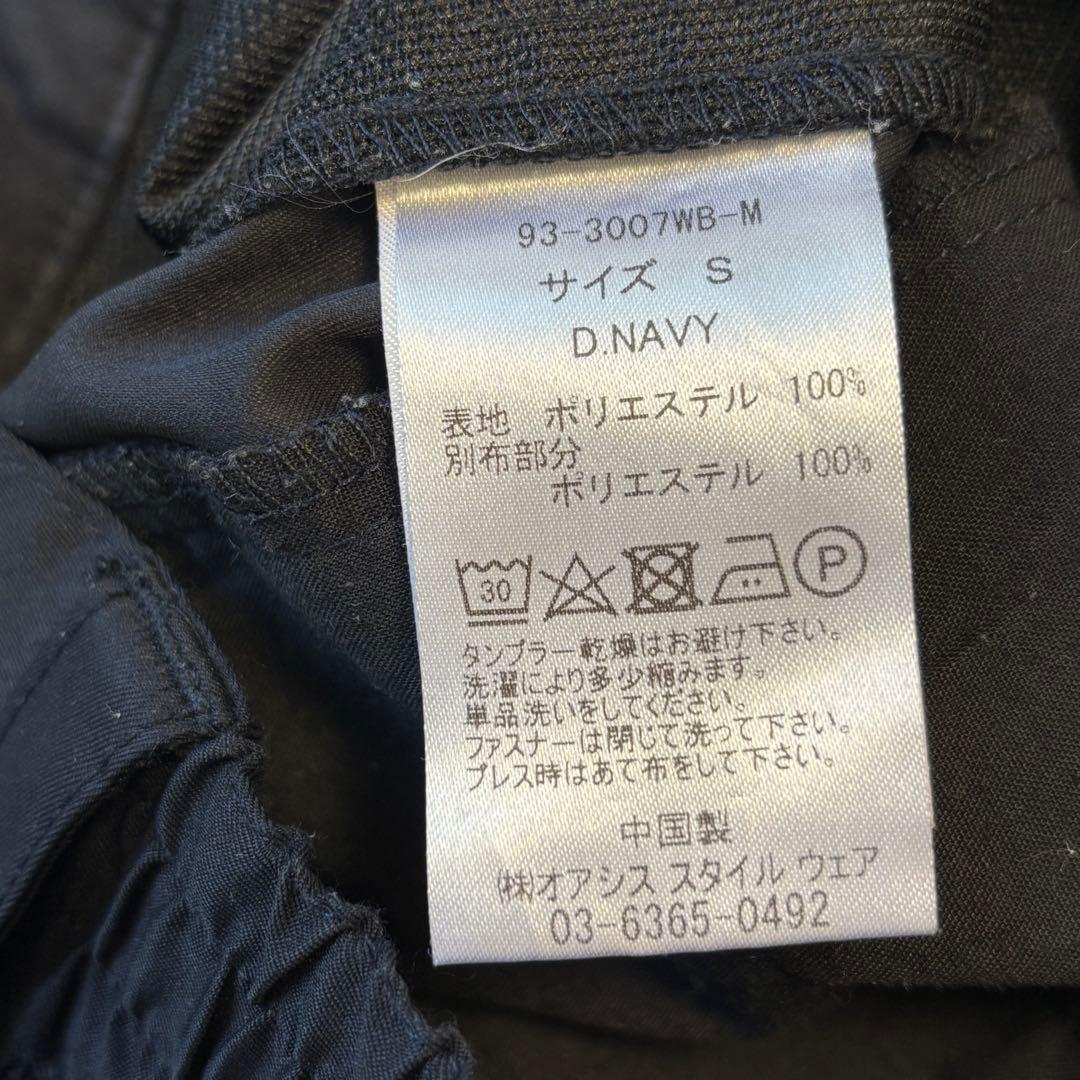 93-3007WB-M
サイズ S
D.NAVY
表地 ポリエステル 100%
別布部分
ポリエステル 100%
30
P
タンブラー乾燥はお避け下さい。
洗濯により多少縮みます。
単品洗いをしてください。
ファスナーは閉じて洗って下さい。
プレス時はあて布をして下さい。
中国製
㈱オアシス スタイル ウェア
03-6365-0492